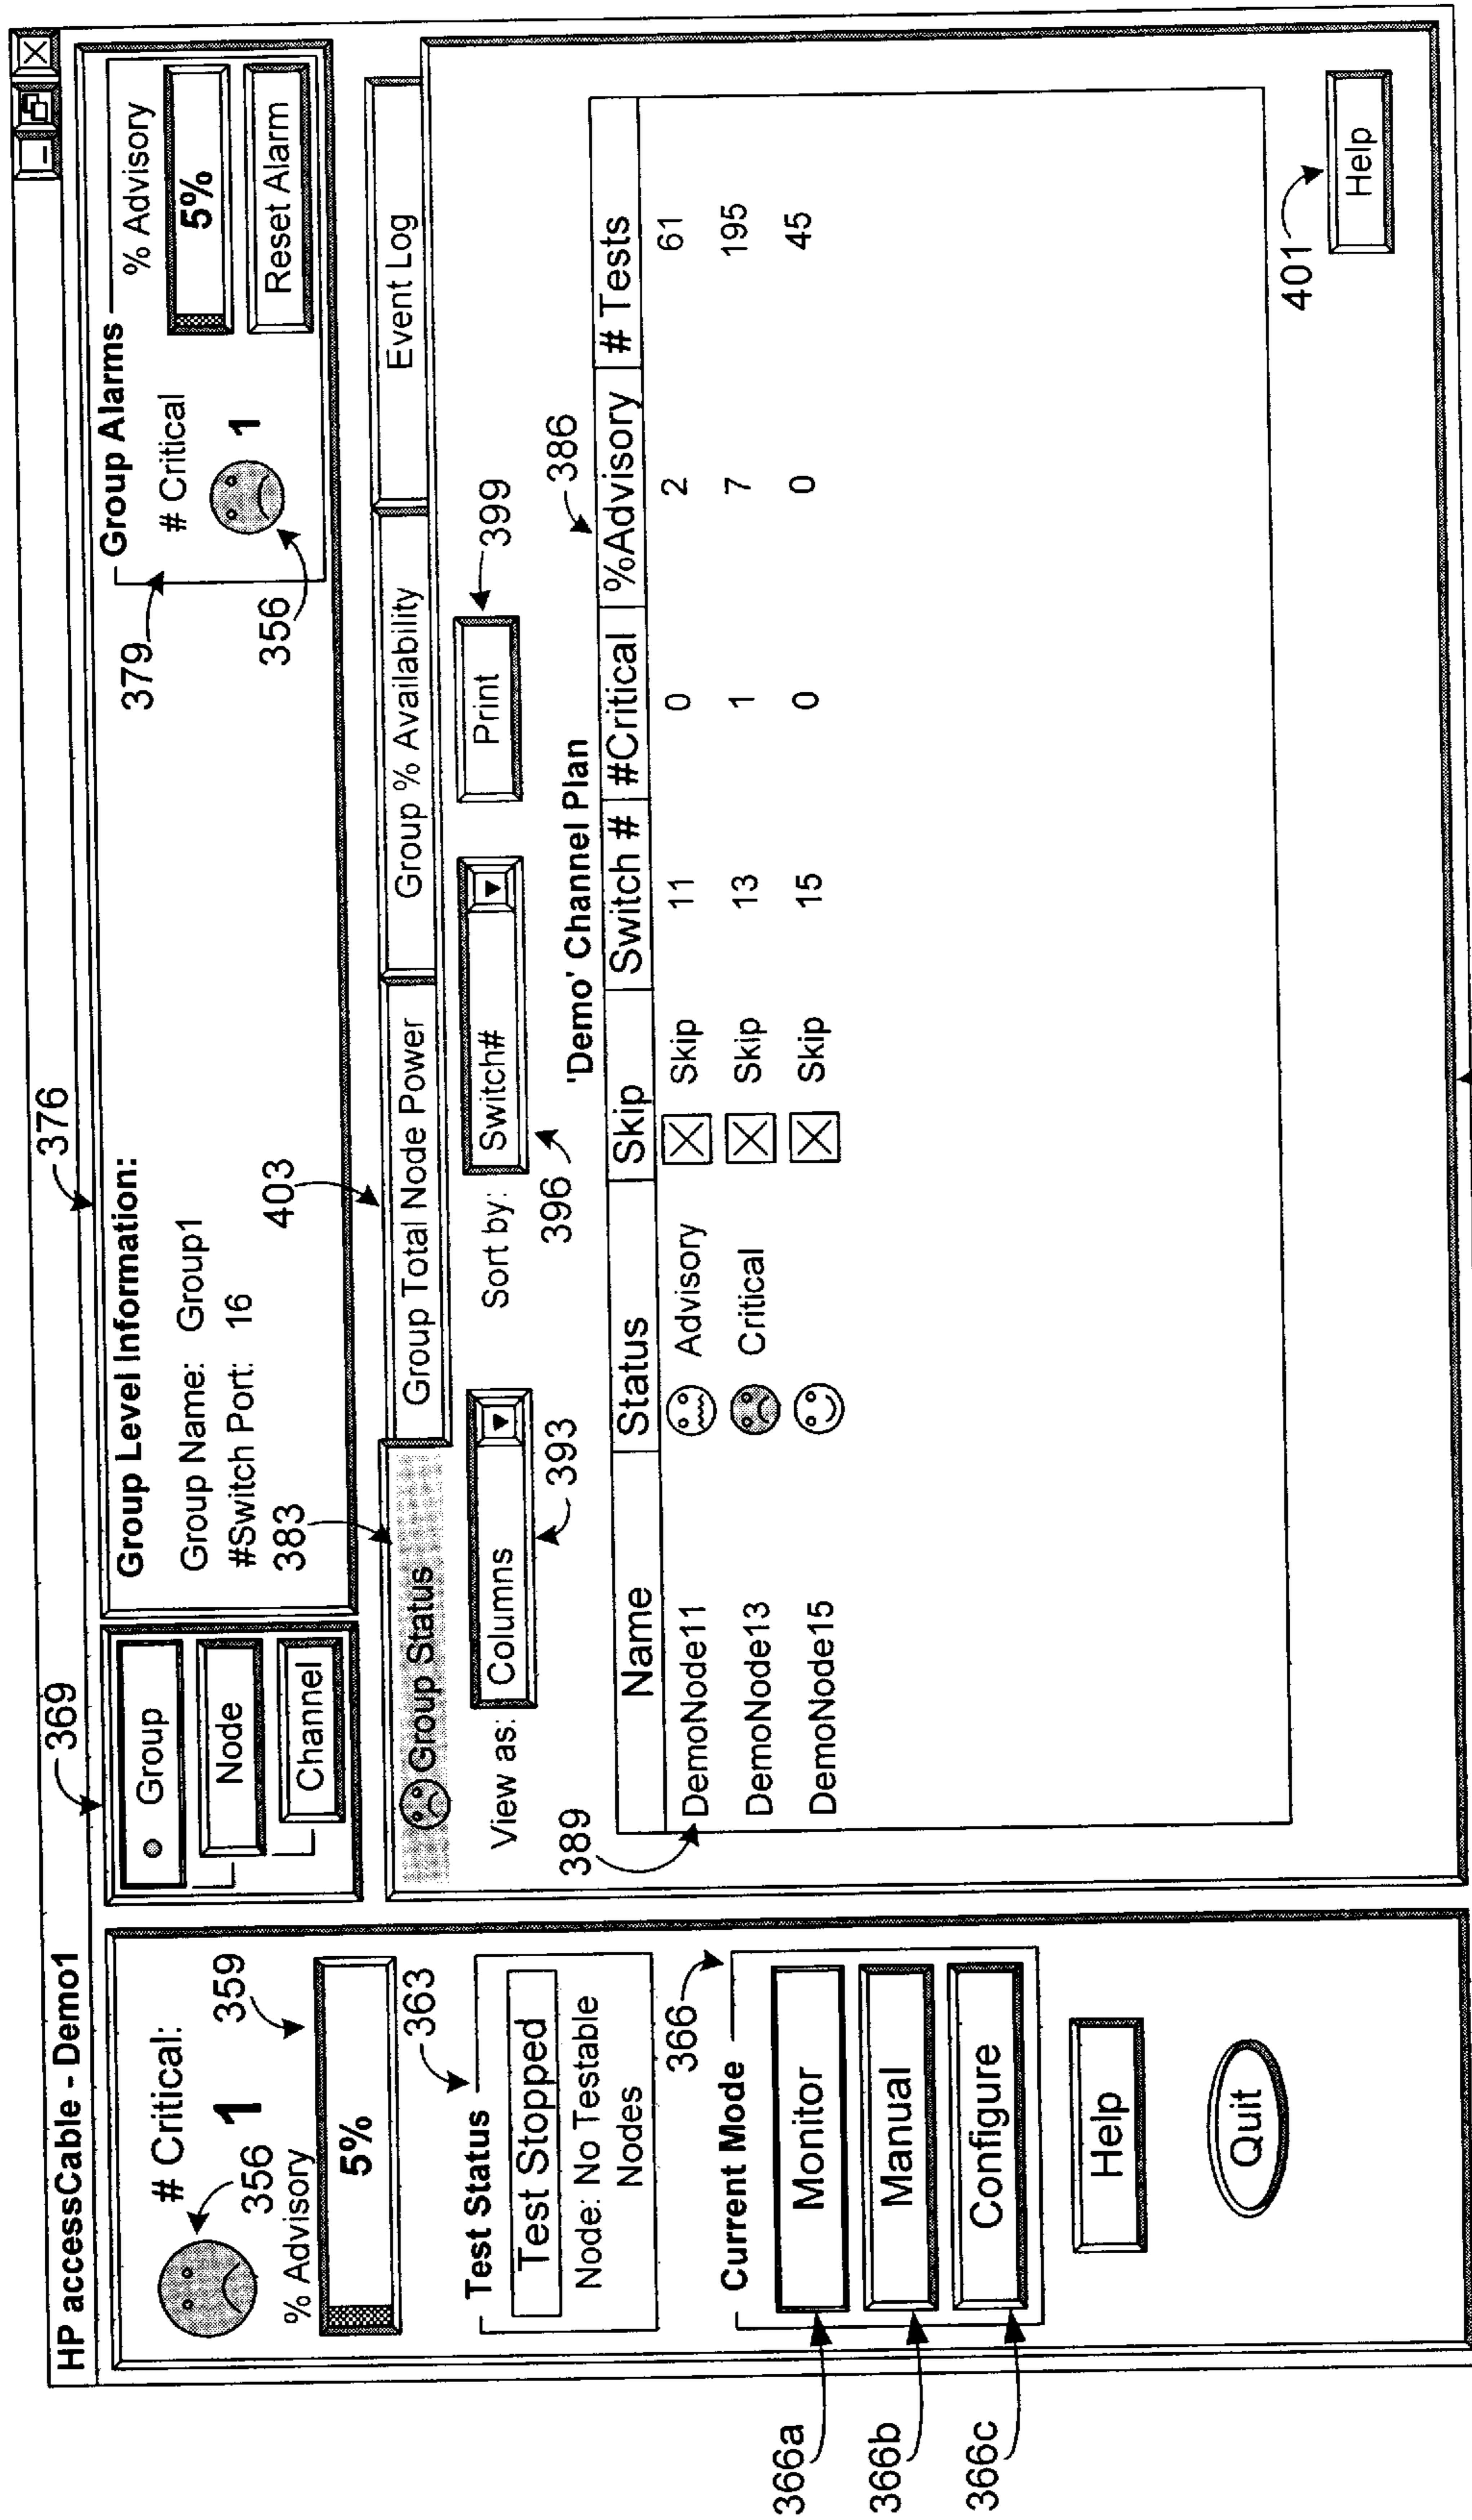 HP accessCable - Demo1
# Critical:
1
356
359
% Advisory
5%
363
Test Status
Test Stopped
Node: No Testable
Nodes
366
Current Mode
366a
Monitor
366b
Manual
366c
Configure
Help
Quit
369
Group
Node
Channel
376
Group Level Information:
Group Name: Group1
#Switch Port: 16
383
403
379
Group Alarms
# Critical
% Advisory
1
5%
356
Reset Alarm
Group Status
Group Total Node Power
Group % Availability
Event Log
View as:
Columns
Sort by:
Switch#
Print
399
393
396
389
'Demo' Channel Plan
386
Name Status Skip Switch # #Critical %Advisory # Tests
DemoNode11 Advisory Skip 11 0 2 61
DemoNode13 Critical Skip 13 1 7 195
DemoNode15 Skip 15 0 0 45
401
Help